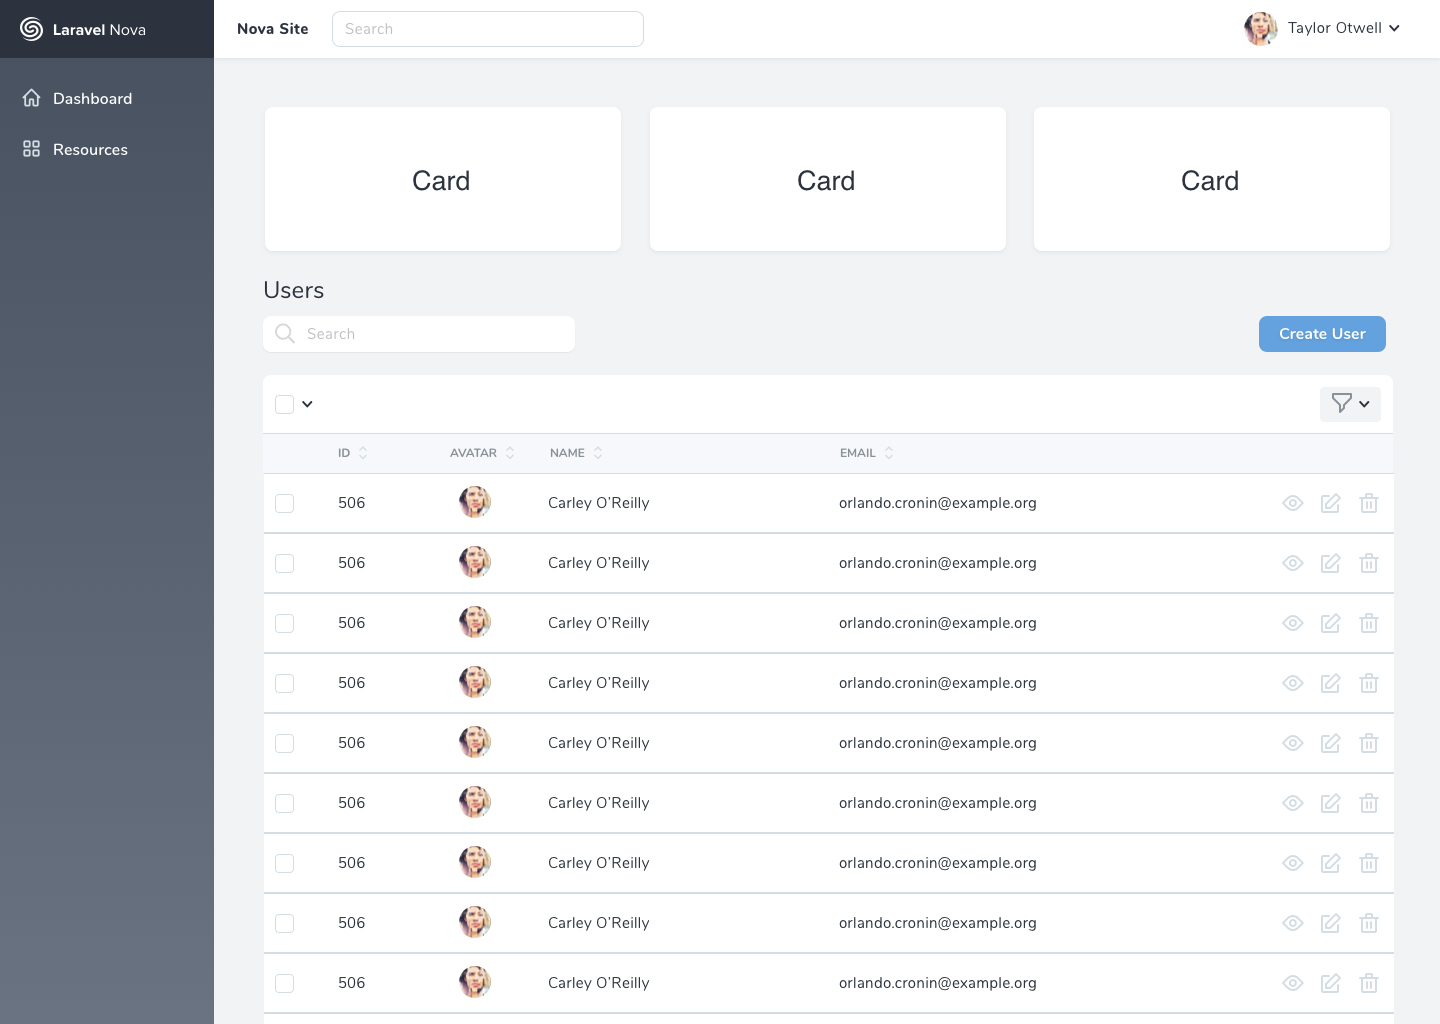 Laravel Nova
Nova Site
Search
Taylor Otwell
Dashboard
Resources
Card
Card
Card
Users
Search
Create User
ID AVATAR NAME EMAIL
506 Carley O'Reilly orlando.cronin@example.org
506 Carley O'Reilly orlando.cronin@example.org
506 Carley O'Reilly orlando.cronin@example.org
506 Carley O'Reilly orlando.cronin@example.org
506 Carley O'Reilly orlando.cronin@example.org
506 Carley O'Reilly orlando.cronin@example.org
506 Carley O'Reilly orlando.cronin@example.org
506 Carley O'Reilly orlando.cronin@example.org
506 Carley O'Reilly orlando.cronin@example.org